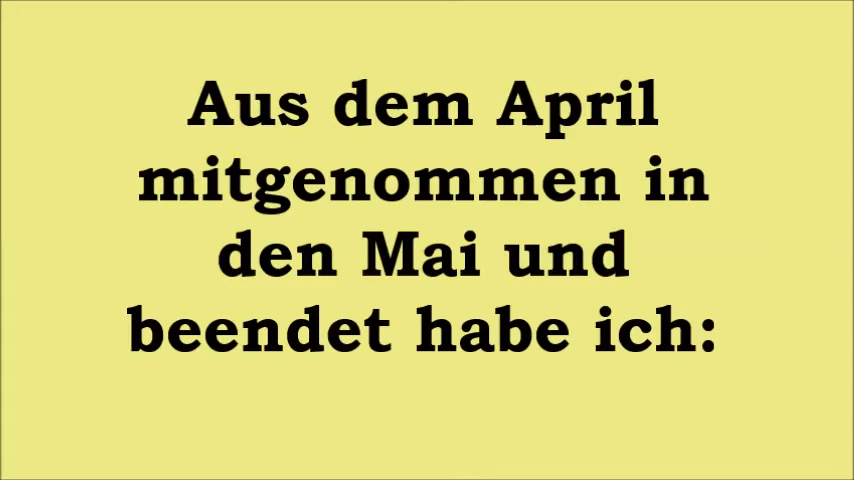 Aus dem April
mitgenommen in
den Mai und
beendet habe ich: